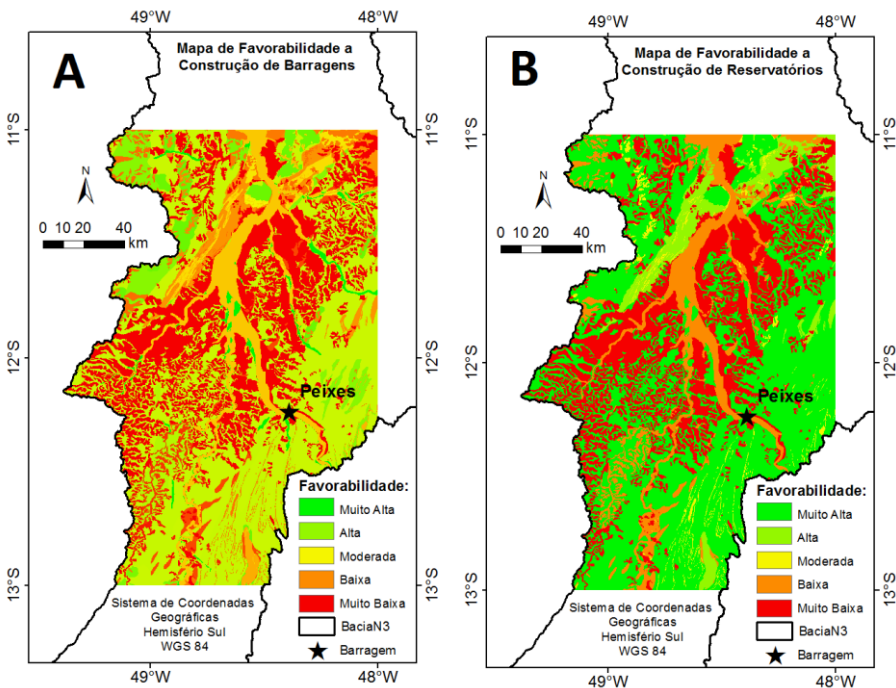 49°W
48°W
A
Mapa de Favorabilidade a
Construção de Barragens
11°S
11°S
N
0 10 20 40
km
12°S
12°S
Peixes
Favorabilidade:
Muito Alta
Alta
Moderada
Baixa
Muito Baixa
BaciaN3
Barragem
13°S
13°S
Sistema de Coordenadas
Geográficas
Hemisfério Sul
WGS 84
49°W
48°W
49°W
48°W
B
Mapa de Favorabilidade a
Construção de Reservatórios
11°S
11°S
N
0 10 20 40
km
12°S
12°S
Peixes
Favorabilidade:
Muito Alta
Alta
Moderada
Baixa
Muito Baixa
BaciaN3
Barragem
13°S
13°S
Sistema de Coordenadas
Geográficas
Hemisfério Sul
WGS 84
49°W
48°W